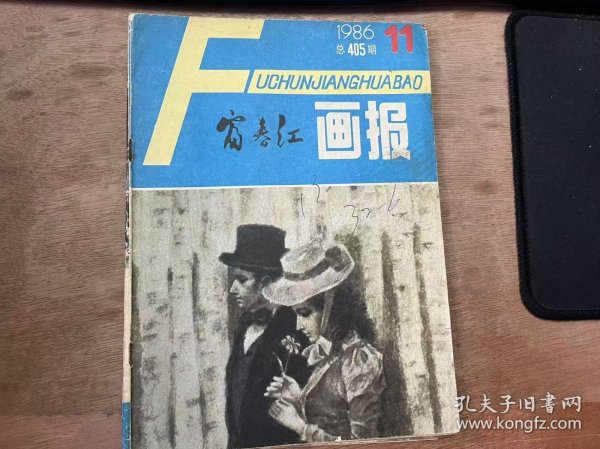 1986 11
总405期
FUCHUNJIANGHUABAO
富春江 画报
孔夫子旧书网
www.kongfz.com